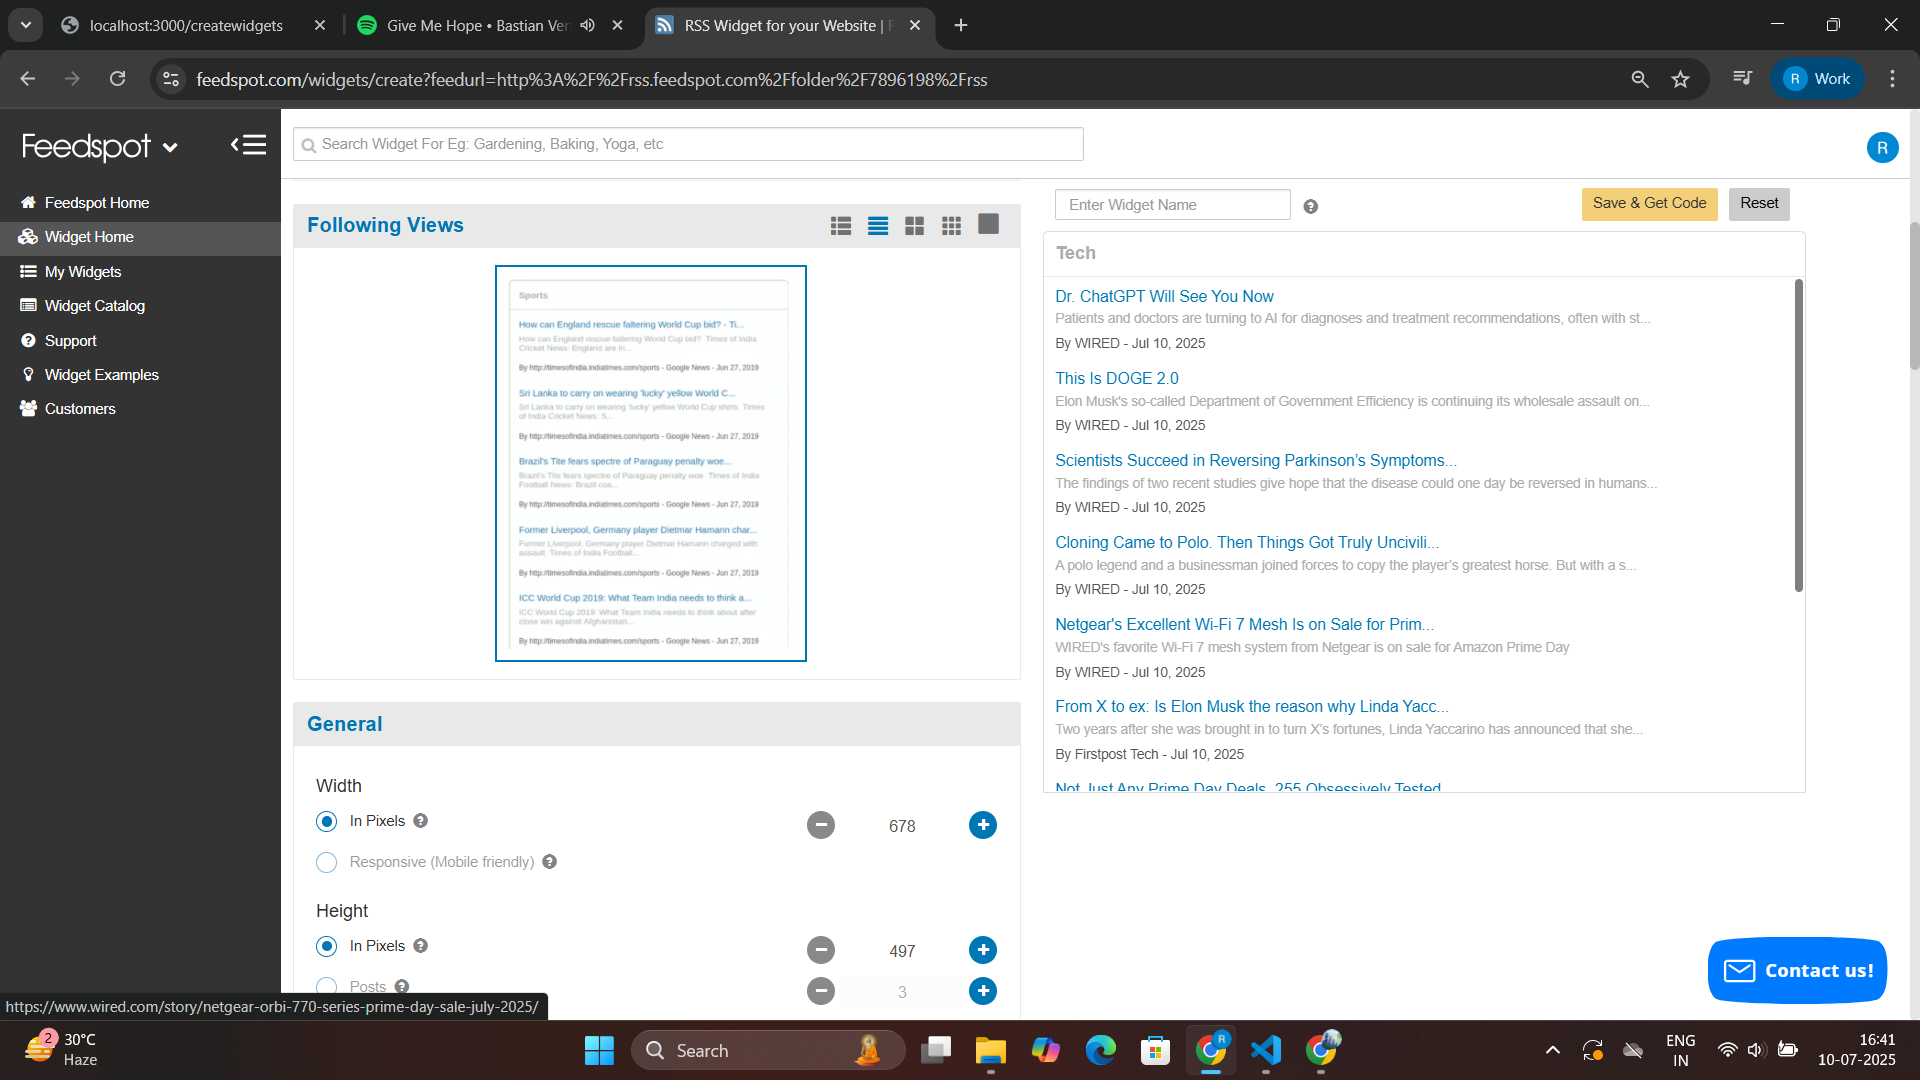 localhost:3000/createwidgets
Give Me Hope • Bastian Ver
RSS Widget for your Website |
feedspot.com/widgets/create?feedurl=http%3A%2F%2Frss.feedspot.com%2Ffolder%2F7896198%2Frss
R Work
Feedspot
Search Widget For Eg: Gardening, Baking, Yoga, etc
R
Feedspot Home
Widget Home
My Widgets
Widget Catalog
Support
Widget Examples
Customers
Following Views
Sports
How can England rescue faltering World Cup bid? - Ti...
How can England rescue faltering World Cup bid? Times of India
Cricket News: England are in...
By http://timesofindia.indiatimes.com/sports - Google News - Jun 27, 2019
Sri Lanka to carry on wearing 'lucky' yellow World C...
Sri Lanka to carry on wearing 'lucky' yellow World Cup shirts Times
of India Cricket News: S...
By http://timesofindia.indiatimes.com/sports - Google News - Jun 27, 2019
Brazil's Tite fears spectre of Paraguay penalty woe...
Brazil's Tite fears spectre of Paraguay penalty woe Times of India
Football News: Brazil coa...
By http://timesofindia.indiatimes.com/sports - Google News - Jun 27, 2019
Former Liverpool, Germany player Dietmar Hamann char...
Former Liverpool, Germany player Dietmar Hamann charged with
assault Times of India Football...
By http://timesofindia.indiatimes.com/sports - Google News - Jun 27, 2019
ICC World Cup 2019: What Team India needs to think a...
ICC World Cup 2019: What Team India needs to think about after
close win against Afghanistan...
By http://timesofindia.indiatimes.com/sports - Google News - Jun 27, 2019
General
Width
In Pixels
678
Responsive (Mobile friendly)
Height
In Pixels
497
Posts
3
Enter Widget Name
Save & Get Code
Reset
Tech
Dr. ChatGPT Will See You Now
Patients and doctors are turning to AI for diagnoses and treatment recommendations, often with st...
By WIRED - Jul 10, 2025
This Is DOGE 2.0
Elon Musk's so-called Department of Government Efficiency is continuing its wholesale assault on...
By WIRED - Jul 10, 2025
Scientists Succeed in Reversing Parkinson's Symptoms...
The findings of two recent studies give hope that the disease could one day be reversed in humans...
By WIRED - Jul 10, 2025
Cloning Came to Polo. Then Things Got Truly Uncivili...
A polo legend and a businessman joined forces to copy the player's greatest horse. But with a s...
By WIRED - Jul 10, 2025
Netgear's Excellent Wi-Fi 7 Mesh Is on Sale for Prim...
WIRED's favorite Wi-Fi 7 mesh system from Netgear is on sale for Amazon Prime Day
By WIRED - Jul 10, 2025
From X to ex: Is Elon Musk the reason why Linda Yacc...
Two years after she was brought in to turn X's fortunes, Linda Yaccarino has announced that she...
By Firstpost Tech - Jul 10, 2025
Not Just Any Prime Day Deals. 255 Obsessively Tested
Contact us!
https://www.wired.com/story/netgear-orbi-770-series-prime-day-sale-july-2025/
2
30°C
Haze
Search
R
ENG
IN
16:41
10-07-2025